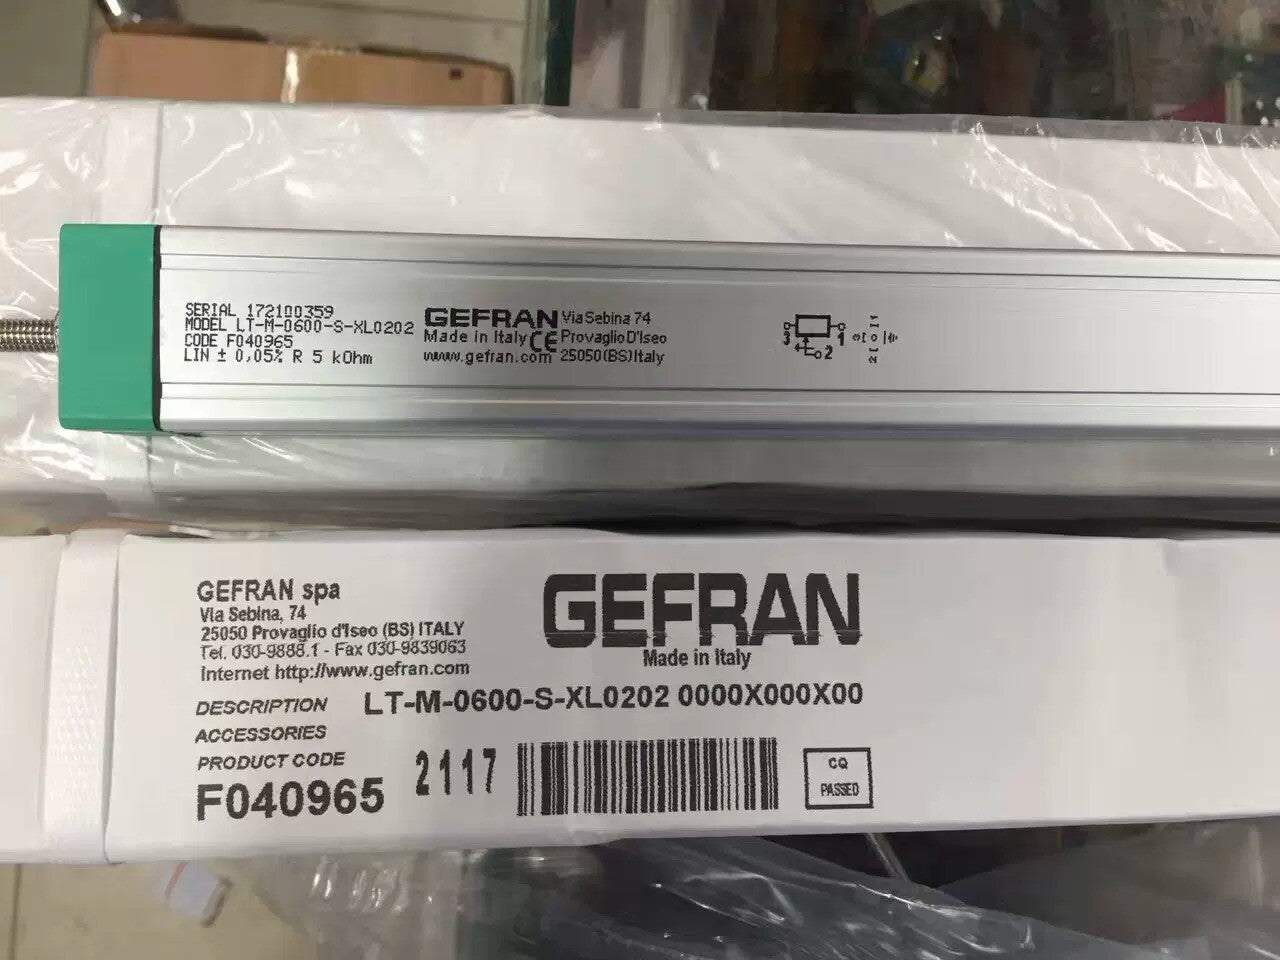 SERIAL 172100359
MODEL LT-M-0600-S-XL0202
CODE F040965
LIN ± 0,05% R 5 kOhm
GEFRAN Via Sebina 74
Made in Italy CE Provaglio D'Iseo
www.gefran.com 25050 (BS) Italy
3 1
2
GEFRAN spa
Via Sebina, 74
25050 Provaglio d'Iseo (BS) ITALY
Tel. 030-9888.1 - Fax 030-9839063
Internet http://www.gefran.com
GEFRAN
Made in Italy
DESCRIPTION LT-M-0600-S-XL0202 0000X000X00
ACCESSORIES
PRODUCT CODE
F040965
2117
CQ
PASSED